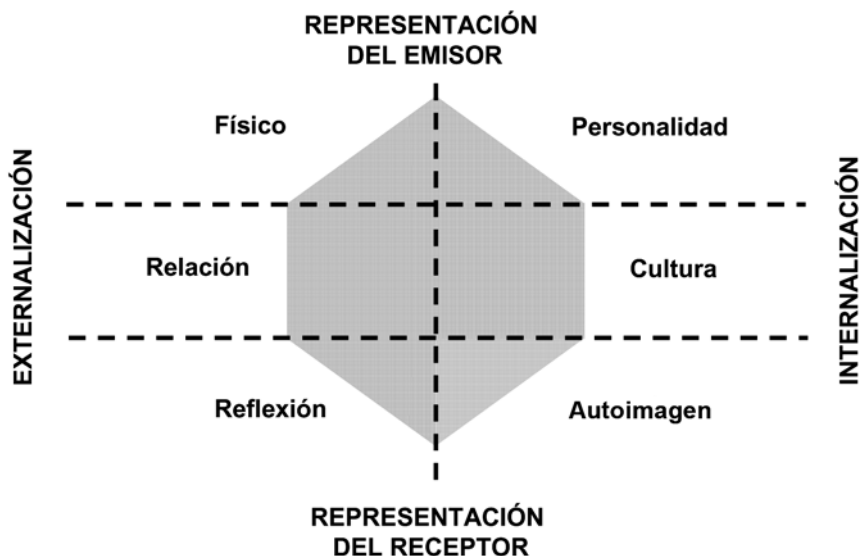 REPRESENTACIÓN
DEL EMISOR
Físico
Personalidad
EXTERNALIZACIÓN
INTERNALIZACIÓN
Relación
Cultura
Reflexión
Autoimagen
REPRESENTACIÓN
DEL RECEPTOR